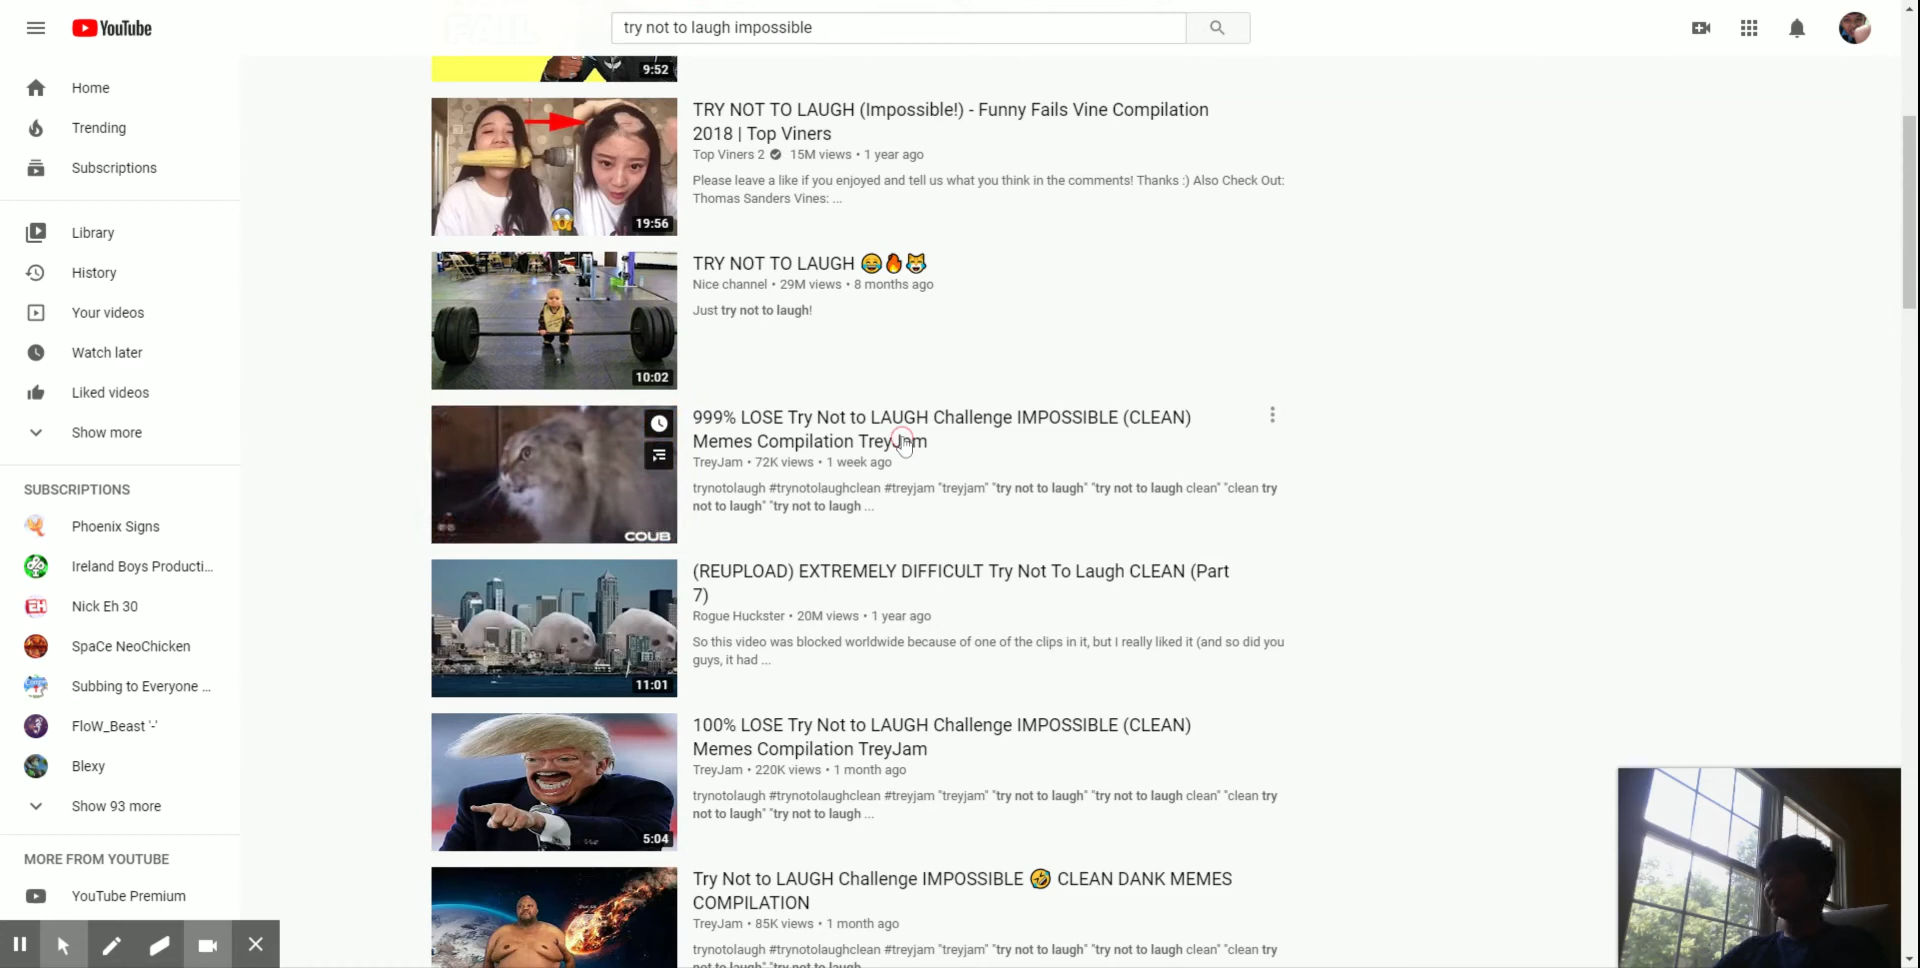 YouTube
try not to laugh impossible
Home
Trending
Subscriptions
Library
History
Your videos
Watch later
Liked videos
Show more
SUBSCRIPTIONS
Phoenix Signs
Ireland Boys Producti...
Nick Eh 30
SpaCe NeoChicken
Subbing to Everyone ...
FloW_Beast '-'
Blexy
Show 93 more
MORE FROM YOUTUBE
YouTube Premium
9:52
TRY NOT TO LAUGH (Impossible!) - Funny Fails Vine Compilation
2018 | Top Viners
Top Viners 2 15M views • 1 year ago
Please leave a like if you enjoyed and tell us what you think in the comments! Thanks :) Also Check Out:
Thomas Sanders Vines: ...
19:56
TRY NOT TO LAUGH 😂🔥😹
Nice channel • 29M views • 8 months ago
Just try not to laugh!
10:02
999% LOSE Try Not to LAUGH Challenge IMPOSSIBLE (CLEAN)
Memes Compilation TreyJam
TreyJam • 72K views • 1 week ago
trynotolaugh #trynotolaughclean #treyjam "treyjam" "try not to laugh" "try not to laugh clean" "clean try
not to laugh" "try not to laugh ...
COUB
(REUPLOAD) EXTREMELY DIFFICULT Try Not To Laugh CLEAN (Part
7)
Rogue Huckster • 20M views • 1 year ago
So this video was blocked worldwide because of one of the clips in it, but I really liked it (and so did you
guys, it had ...
11:01
100% LOSE Try Not to LAUGH Challenge IMPOSSIBLE (CLEAN)
Memes Compilation TreyJam
TreyJam • 220K views • 1 month ago
trynotolaugh #trynotolaughclean #treyjam "treyjam" "try not to laugh" "try not to laugh clean" "clean try
not to laugh" "try not to laugh ...
5:04
Try Not to LAUGH Challenge IMPOSSIBLE 🤣 CLEAN DANK MEMES
COMPILATION
TreyJam • 85K views • 1 month ago
trynotolaugh #trynotolaughclean #treyjam "treyjam" "try not to laugh" "try not to laugh clean" "clean try
not to laugh" "try not to laugh